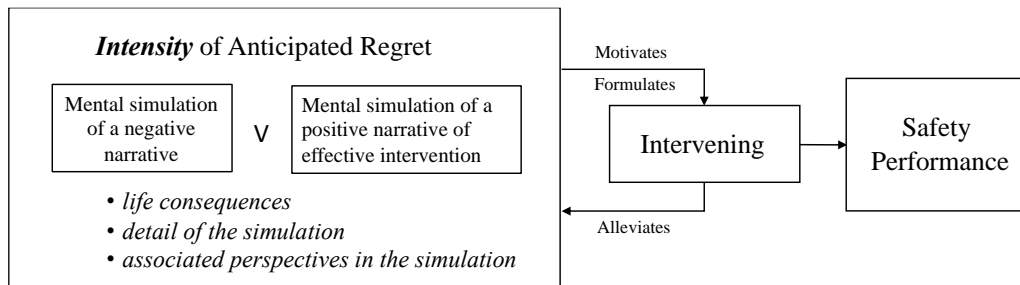 Intensity of Anticipated Regret
Mental simulation
of a negative
narrative
V
Mental simulation of a
positive narrative of
effective intervention
• life consequences
• detail of the simulation
• associated perspectives in the simulation
Motivates
Formulates
Intervening
Alleviates
Safety
Performance